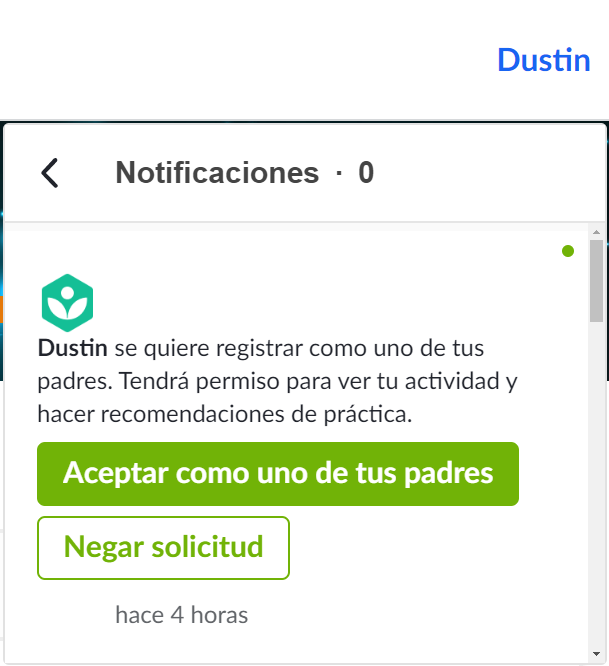 Dustin
Notificaciones · 0
Dustin se quiere registrar como uno de tus
padres. Tendrá permiso para ver tu actividad y
hacer recomendaciones de práctica.
Aceptar como uno de tus padres
Negar solicitud
hace 4 horas